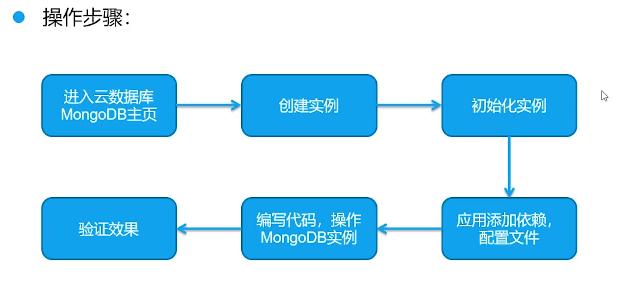 操作步骤：
进入云数据库
MongoDB主页
创建实例
初始化实例
应用添加依赖，
配置文件
编写代码，操作
MongoDB实例
验证效果